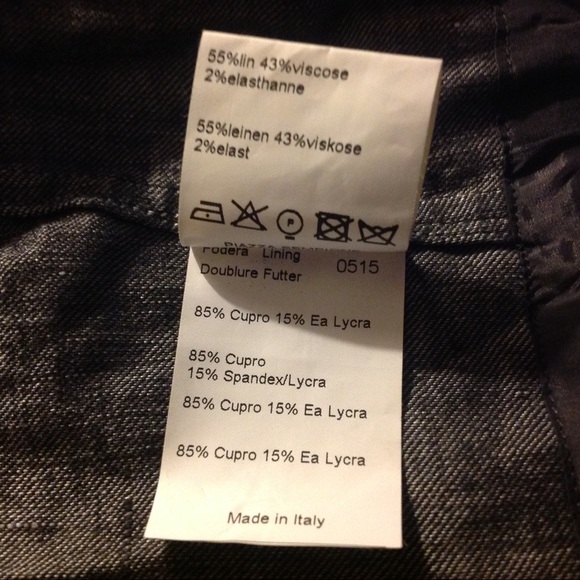 55%lin 43%viscose
2%elasthanne
55%leinen 43%viskose
2%elast
P
Fodera Lining 0515
Doublure Futter
85% Cupro 15% Ea Lycra
85% Cupro
15% Spandex/Lycra
85% Cupro 15% Ea Lycra
85% Cupro 15% Ea Lycra
Made in Italy